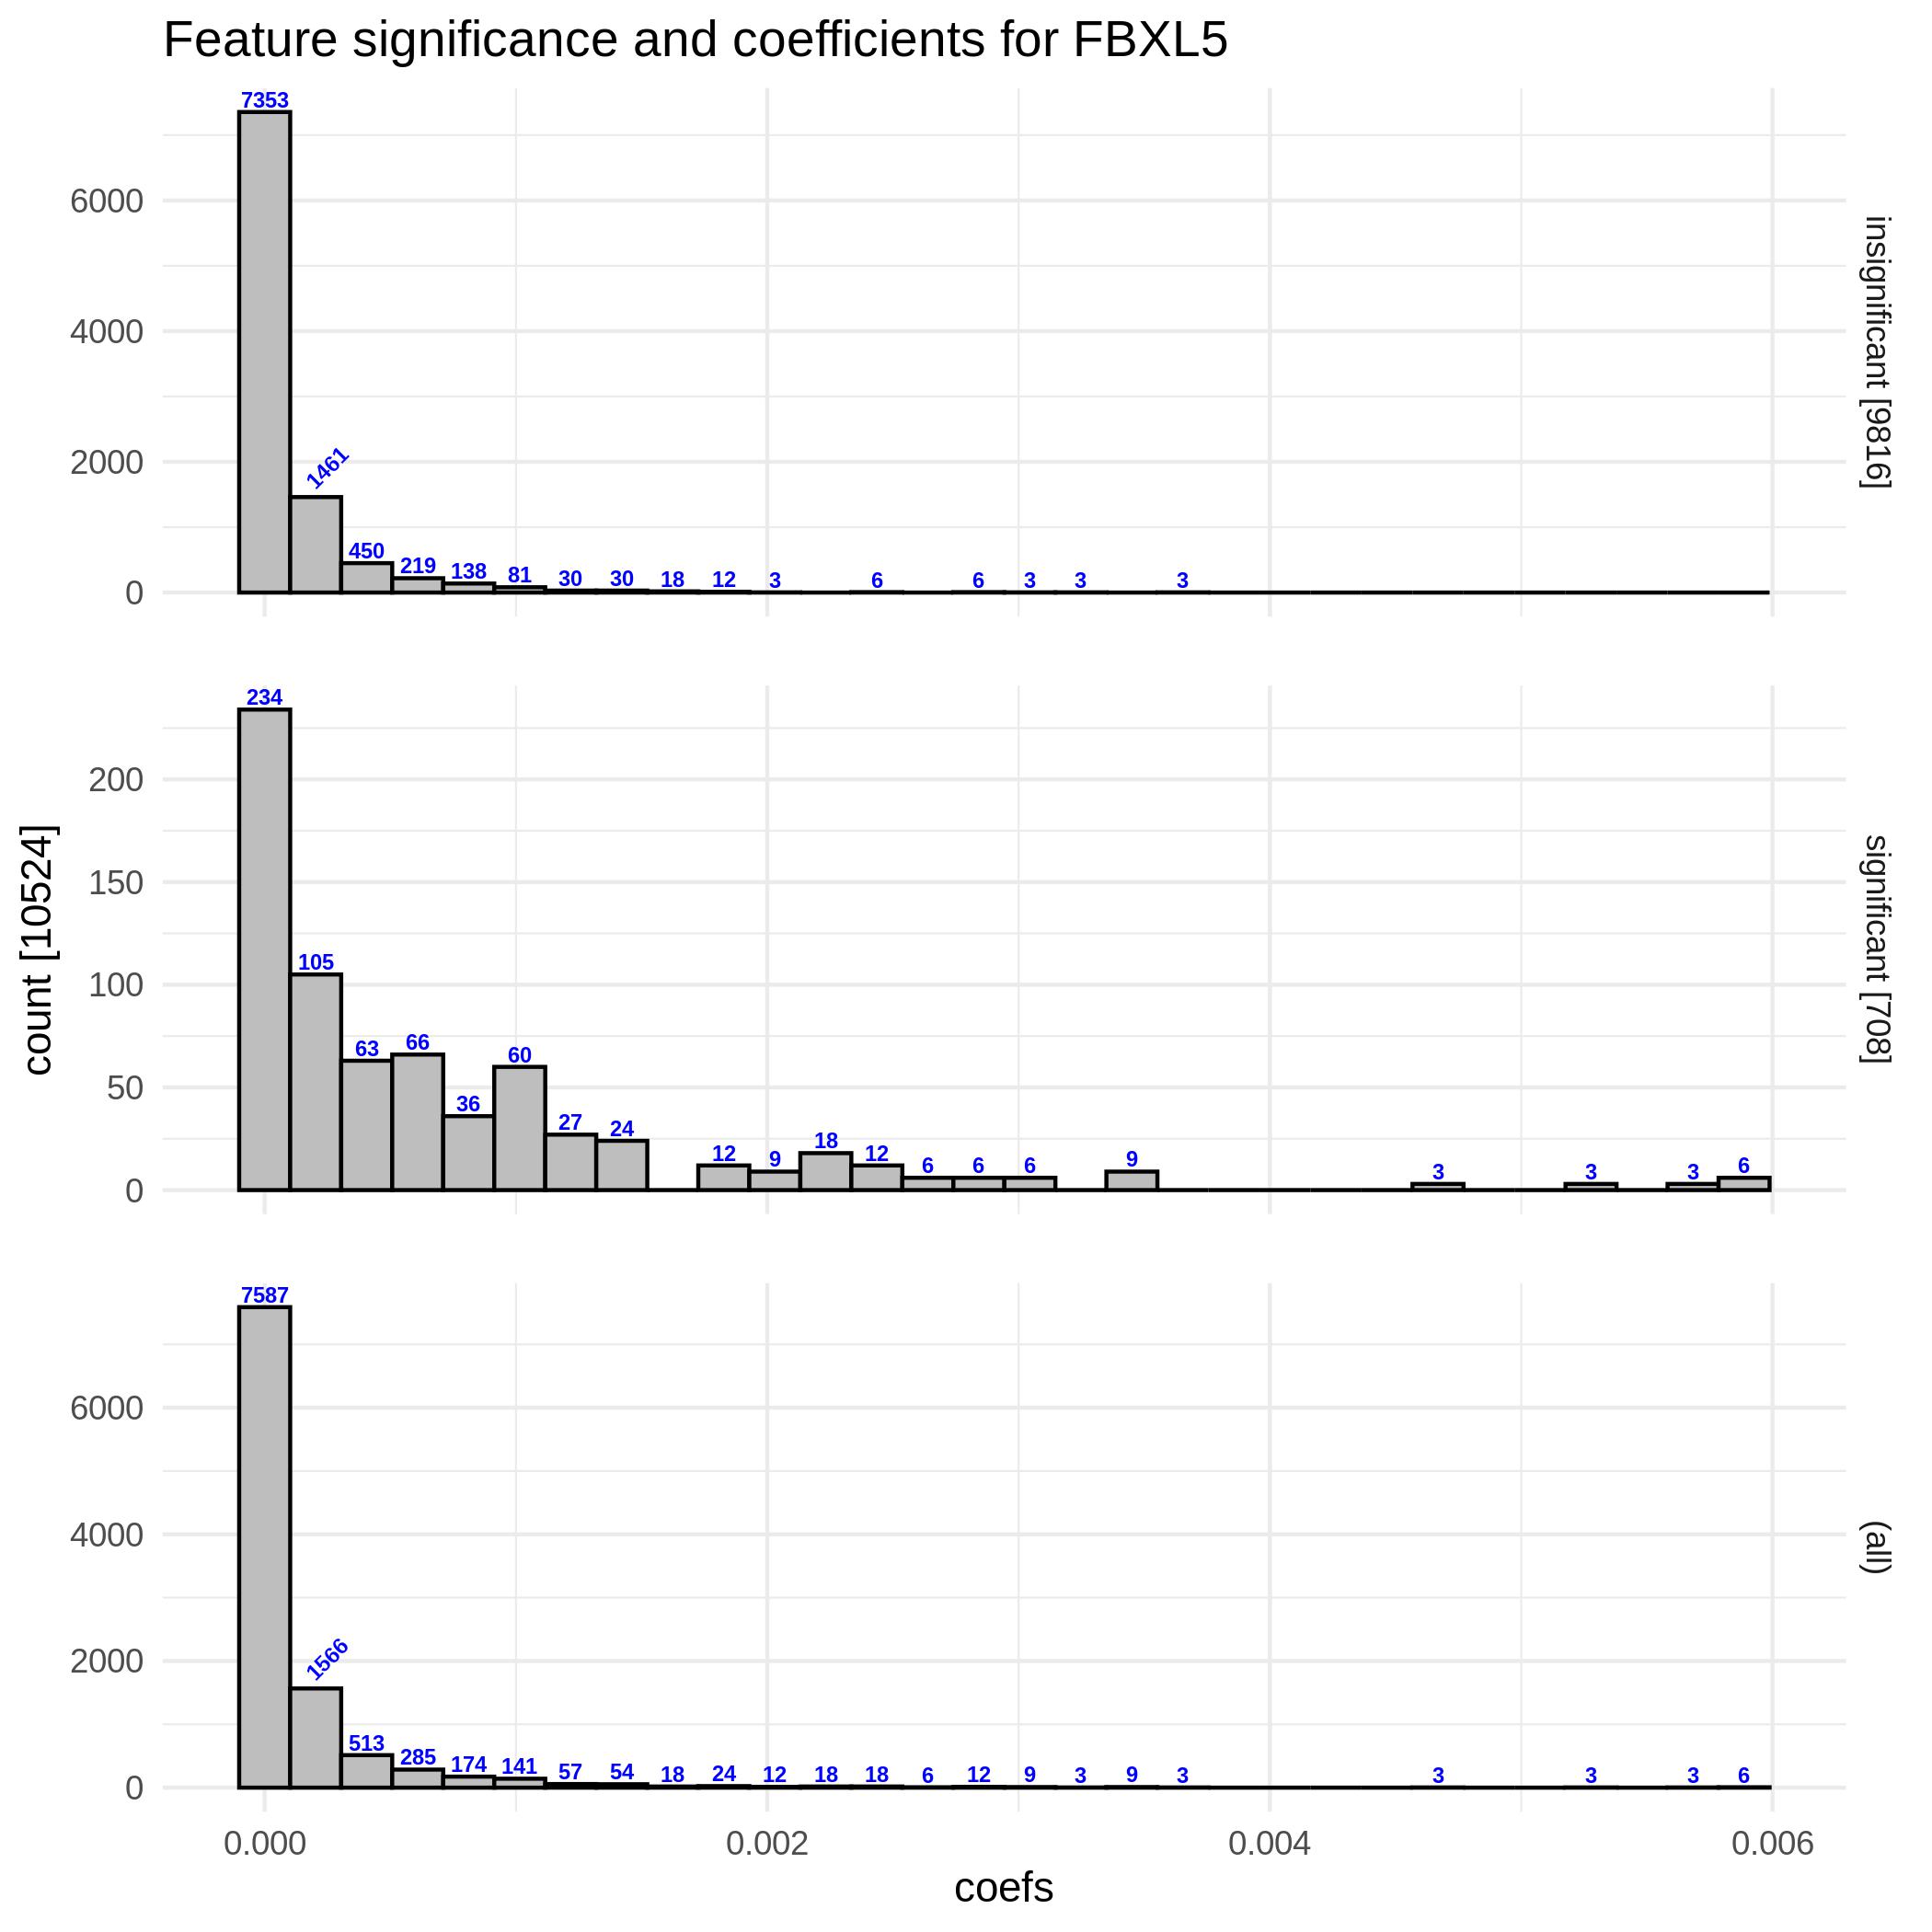 Feature significance and coefficients for FBXL5
7353
1461
450 219 138 81 30 30 18 12 3 6 6 3 3 3
6000
4000
2000
0
insignificant [9816]
234
105
63 66 36 60 27 24 12 9 18 12 6 6 6 9 3 3 3 6
200
150
100
50
0
significant [708]
count [10524]
7587
1566
513 285 174 141 57 54 18 24 12 18 18 6 12 9 3 9 3 3 3 3 6
6000
4000
2000
0
(all)
0.000 0.002 0.004 0.006
coefs